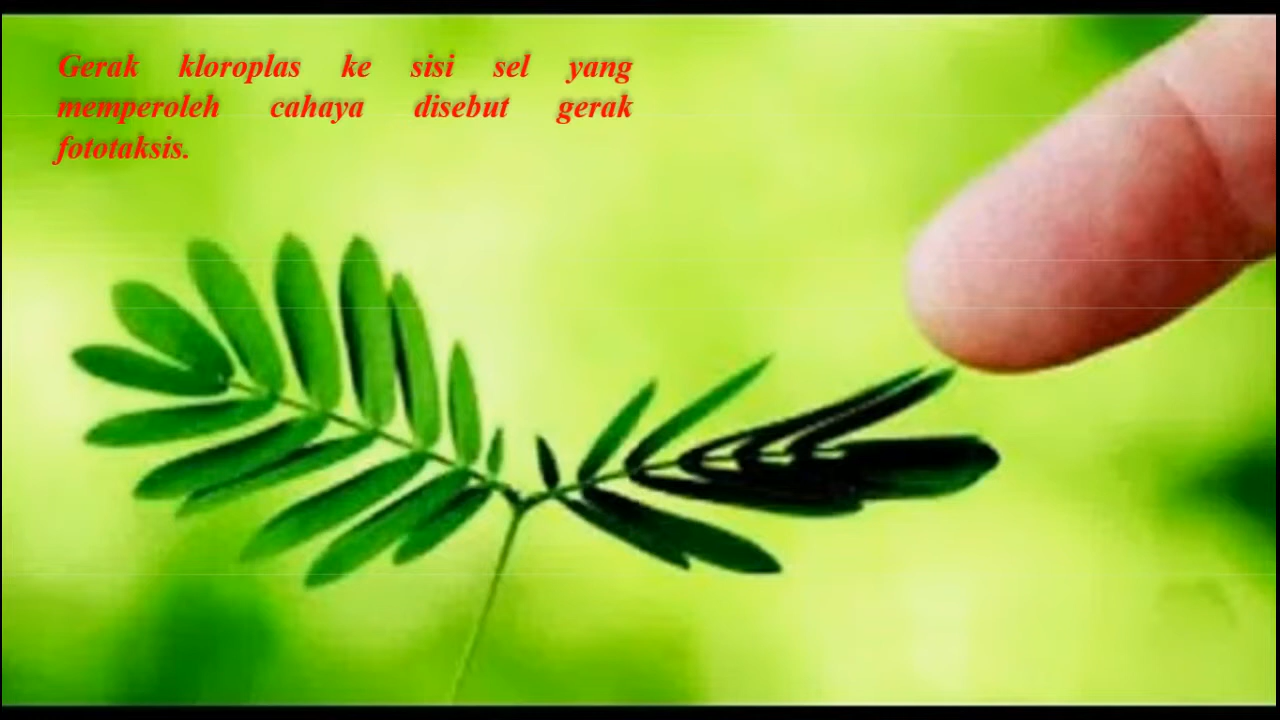 Gerak kloroplas ke sisi sel yang
memperoleh cahaya disebut gerak
fototaksis.